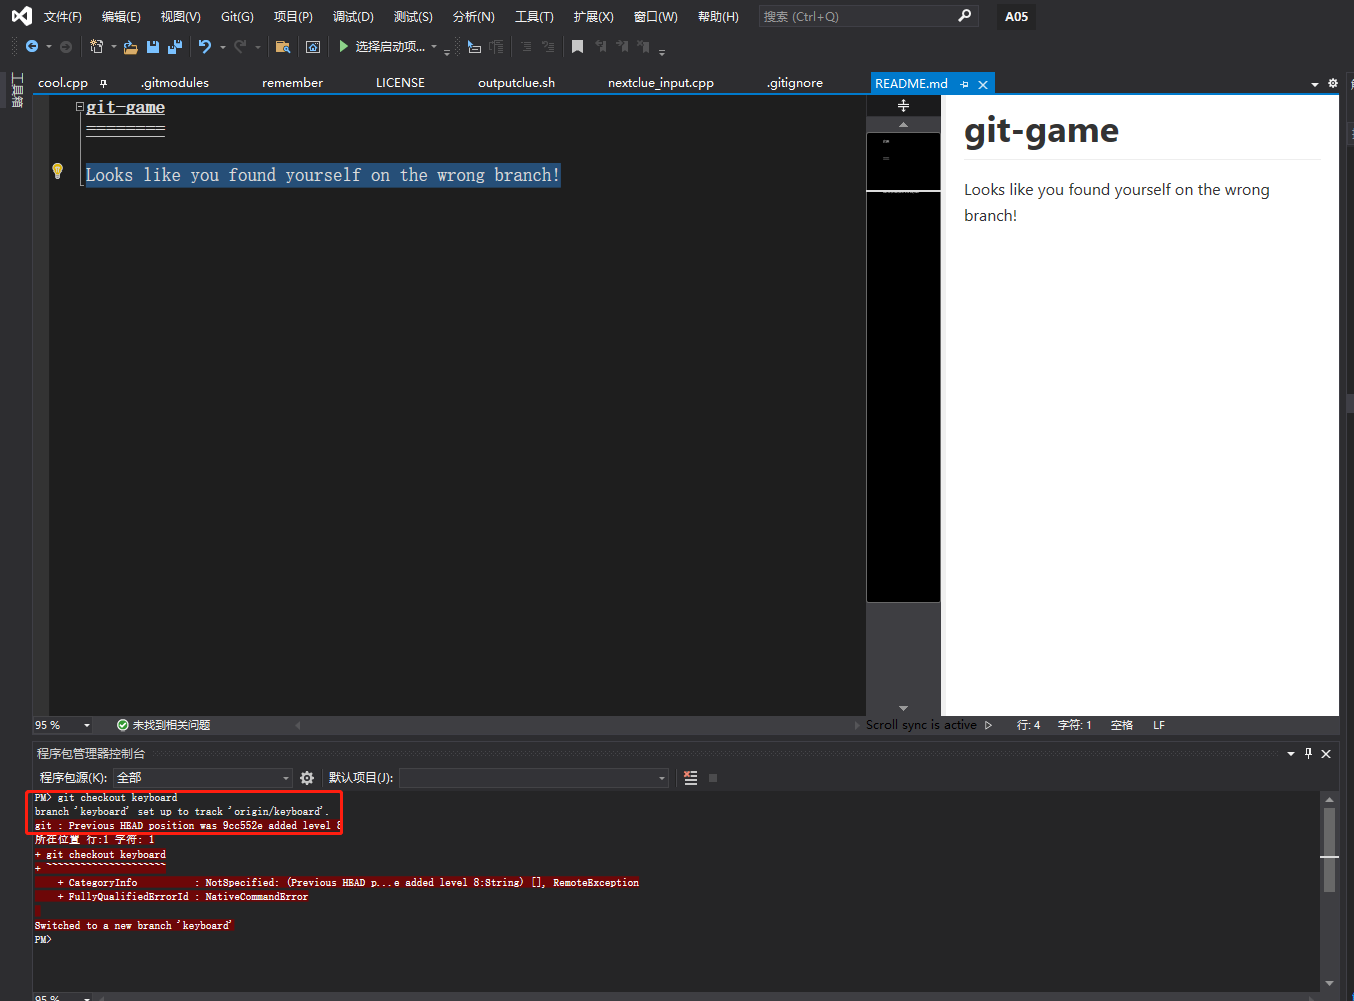 文件(F) 编辑(E) 视图(V) Git(G) 项目(P) 调试(D) 测试(S) 分析(N) 工具(T) 扩展(X) 窗口(W) 帮助(H) 搜索 (Ctrl+Q) A05
选择启动项...
工具箱
cool.cpp .gitmodules remember LICENSE outputclue.sh nextclue_input.cpp .gitignore README.md
git-game
========
Looks like you found yourself on the wrong branch!
git-game
Looks like you found yourself on the wrong
branch!
95 % 未找到相关问题 Scroll sync is active 行: 4 字符: 1 空格 LF
程序包管理器控制台
程序包源(K): 全部 默认项目(J):
PM> git checkout keyboard
branch 'keyboard' set up to track 'origin/keyboard'.
git : Previous HEAD position was 9cc552e added level 8
所在位置 行:1 字符: 1
+ git checkout keyboard
+ ~~~~~~~~~~~~~~~~~~~~~
+ CategoryInfo : NotSpecified: (Previous HEAD p...e added level 8:String) [], RemoteException
+ FullyQualifiedErrorId : NativeCommandError
Switched to a new branch 'keyboard'
PM>
95 %